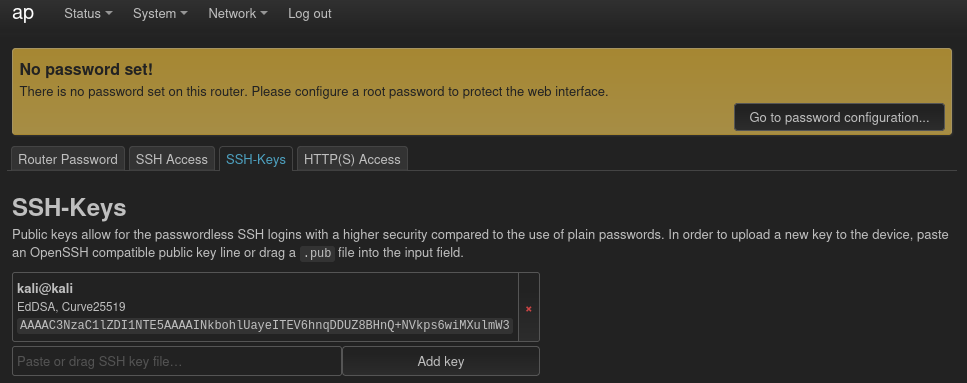 ap Status System Network Log out
No password set!
There is no password set on this router. Please configure a root password to protect the web interface.
Go to password configuration...
Router Password SSH Access SSH-Keys HTTP(S) Access
SSH-Keys
Public keys allow for the passwordless SSH logins with a higher security compared to the use of plain passwords. In order to upload a new key to the device, paste
an OpenSSH compatible public key line or drag a .pub file into the input field.
kali@kali
EdDSA, Curve25519
AAAAC3NzaC1lZDI1NTE5AAAAINkbohlUayeITEV6hnqDDUZ8BHnQ+NVkps6wiMXulmW3
×
Paste or drag SSH key file… Add key